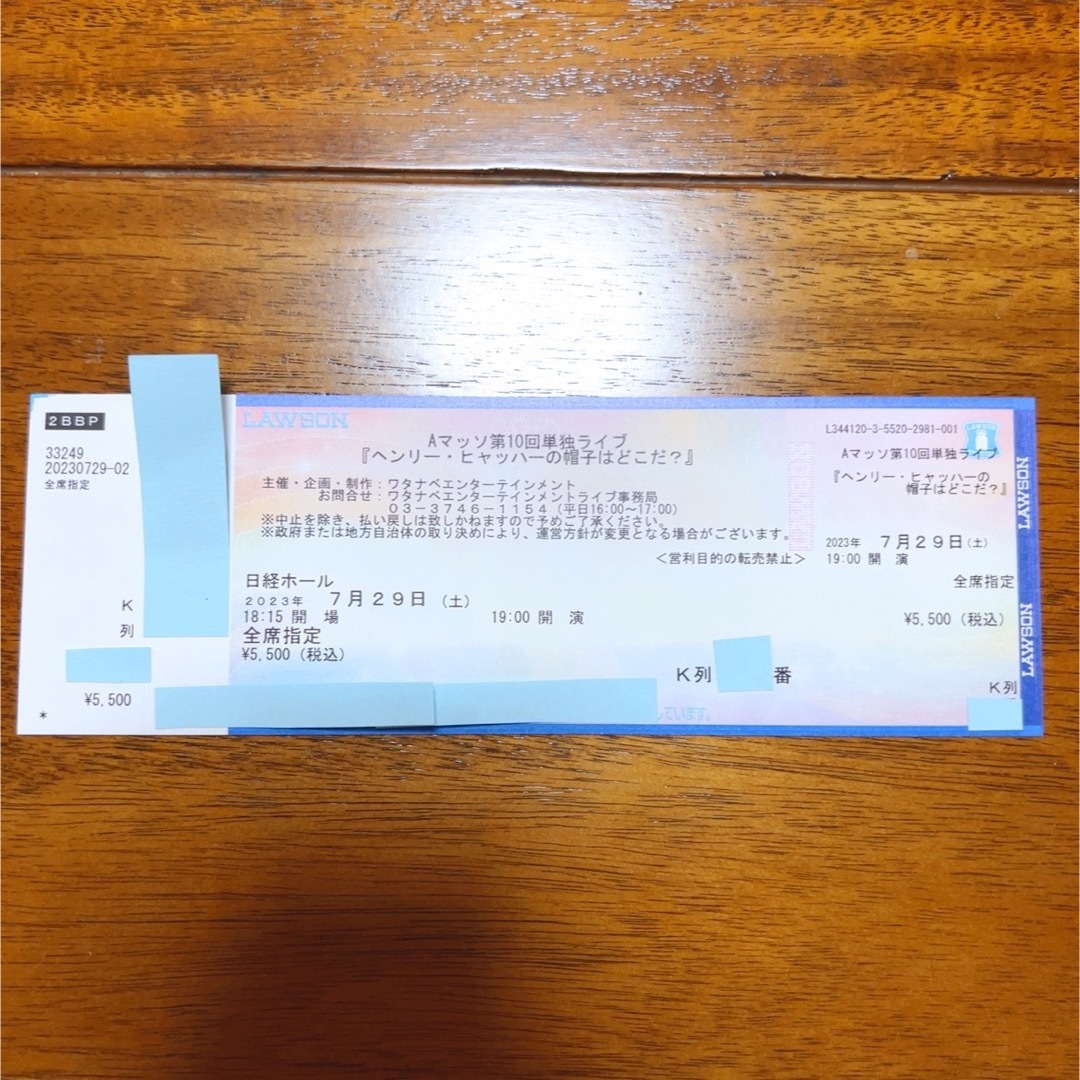 2BBP
33249
20230729-02
全席指定
K
列
¥5,500
*
LAWSON
Aマッソ第10回単独ライブ
『ヘンリー・ヒャッハーの帽子はどこだ？』
主催・企画・制作：ワタナベエンターテインメント
お問合せ：ワタナベエンターテインメントライブ事務局
03-3746-1154（平日16:00〜17:00）
※中止を除き、払い戻しは致しかねますので予めご了承ください。
※政府または地方自治体の取り決めにより、運営方針が変更となる場合がございます。
＜営利目的の転売禁止＞
日経ホール
2023年 7月29日（土）
18:15 開 場 19:00 開 演
全席指定
¥5,500（税込）
K列 番
しています。
L344120-3-5520-2981-001
LAWSON
Aマッソ第10回単独ライブ
『ヘンリー・ヒャッハーの
帽子はどこだ？』
2023年 7月29日（土）
19:00 開 演
全席指定
¥5,500（税込）
K列
LAWSON
LAWSON